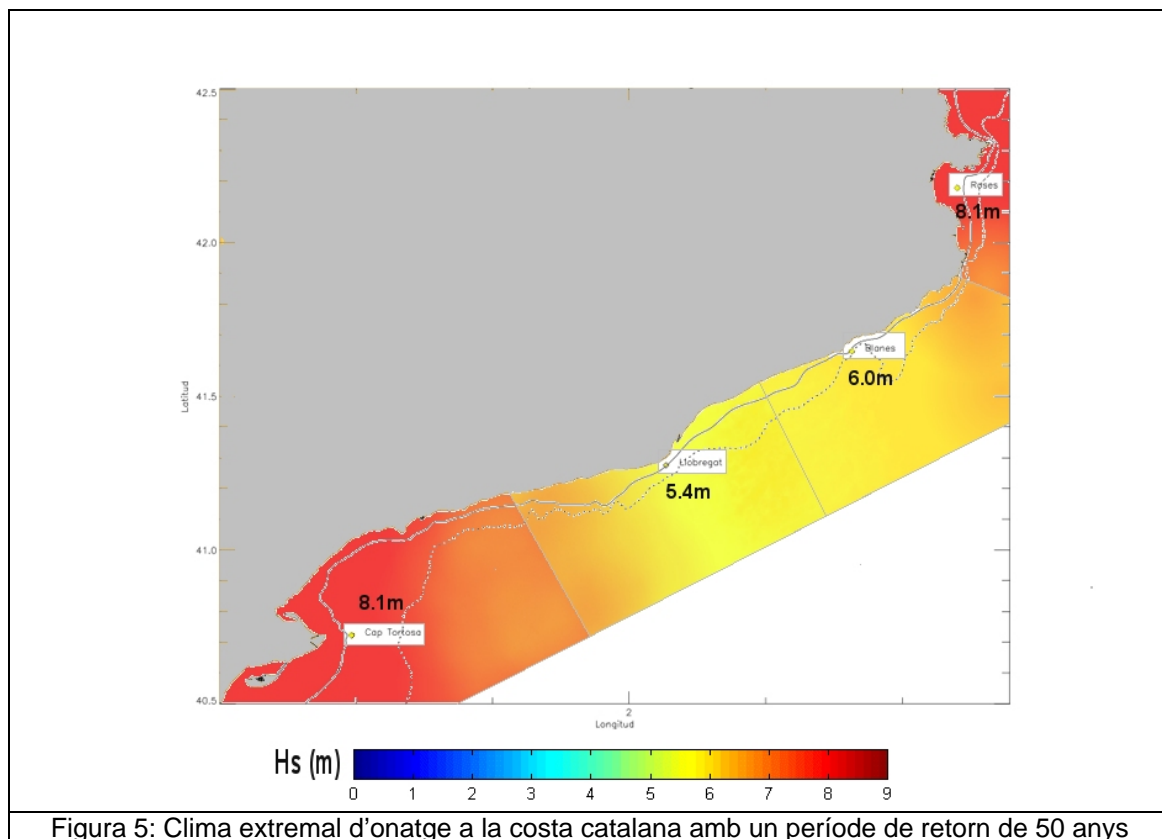 42.5
Roses
8.1m
42.0
Blanes
6.0m
41.5
Latitud
Llobregat
5.4m
41.0
8.1m
Cap Tortosa
40.5
2
Longitud
Hs (m)
0 1 2 3 4 5 6 7 8 9
Figura 5: Clima extremal d'onatge a la costa catalana amb un període de retorn de 50 anys